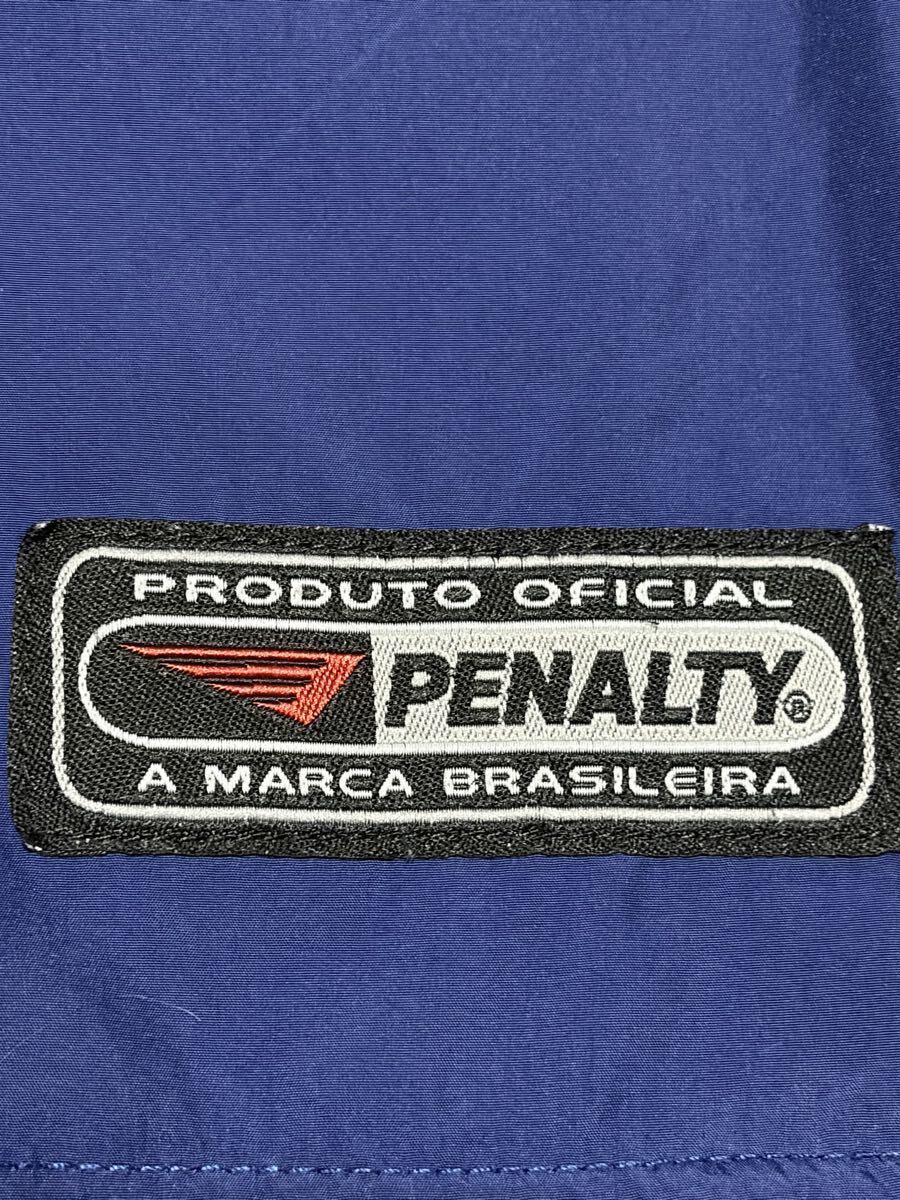 PRODUTO OFICIAL
PENALTY®
A MARCA BRASILEIRA